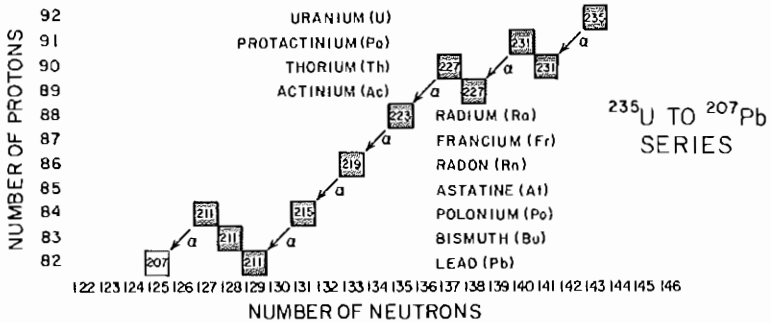 92
91
90
89
88
87
86
84
83
82
NUMBER OF PROTONS
URANIUM (U)
PROTACTINIUM (Pa)
THORIUM (Th)
ACTINIUM (Ac)
RADIUM (Ra)
FRANCIUM (Fr)
RADON (Rn)
ASTATINE (At)
POLONIUM (Po)
BISMUTH (Bu)
LEAD (Pb)
235
α
231
231
α
227
227
α
223
α
219
α
215
α
211
211
211
α
207
235U TO 207Pb
SERIES
122 123 124 125 126 127 128 129 130 131 132 133 134 135 136 137 138 139 140 141 142 143 144 145 146
NUMBER OF NEUTRONS